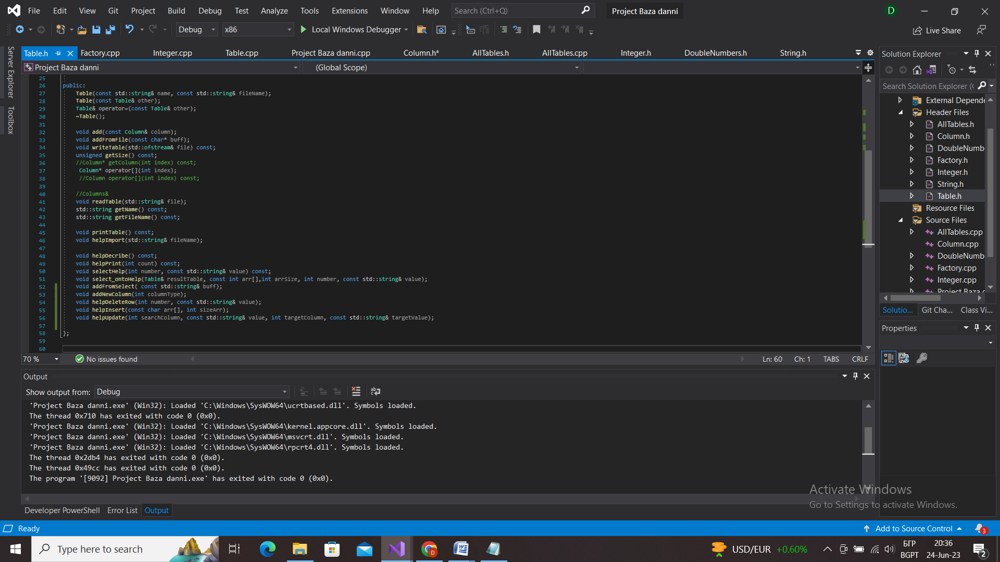 File Edit View Git Project Build Debug Test Analyze Tools Extensions Window Help Search (Ctrl+Q) Project Baza danni D
Debug x86 Local Windows Debugger Live Share
Server Explorer
Toolbox
Table.h Factory.cpp Integer.cpp Table.cpp Project Baza danni.cpp Column.h* AllTables.h AllTables.cpp Integer.h DoubleNumbers.h String.h
Project Baza danni (Global Scope)
25
26 public:
27 Table(const std::string& name, const std::string& fileName);
28 Table(const Table& other);
29 Table& operator=(const Table& other);
30 ~Table();
31
32 void add(const Column& column);
33 void addFromFile(const char* buff);
34 void writeTable(std::ofstream& file) const;
35 unsigned getSize() const;
36 //Column* getColumn(int index) const;
37 Column* operator[](int index);
38 //Column operator[](int index) const;
39
40 //Columns&
41 void readTable(std::string& file);
42 std::string getName() const;
43 std::string getFileName() const;
44
45 void printTable() const;
46 void helpImport(std::string& fileName);
47
48 void helpDecribe() const;
49 void helpPrint(int count) const;
50 void selectHelp(int number, const std::string& value) const;
51 void select_ontoHelp(Table& resultTable, const int arr[],int arrSize, int number, const std::string& value);
52 void addFromSelect( const std::string& buff);
53 void addNewColumn(int columnType);
54 void helpDeleteRow(int number, const std::string& value);
55 void helpInsert(const char arr[], int sizeArr);
56 void helpUpdate(int searchColumn, const std::string& value, int targetColumn, const std::string& targetValue);
57
58 };
59
60
70 % No issues found Ln: 60 Ch: 1 TABS CRLF
Output
Show output from: Debug
'Project Baza danni.exe' (Win32): Loaded 'C:\Windows\SysWOW64\ucrtbased.dll'. Symbols loaded.
The thread 0x710 has exited with code 0 (0x0).
'Project Baza danni.exe' (Win32): Loaded 'C:\Windows\SysWOW64\kernel.appcore.dll'. Symbols loaded.
'Project Baza danni.exe' (Win32): Loaded 'C:\Windows\SysWOW64\msvcrt.dll'. Symbols loaded.
'Project Baza danni.exe' (Win32): Loaded 'C:\Windows\SysWOW64\rpcrt4.dll'. Symbols loaded.
The thread 0x2db4 has exited with code 0 (0x0).
The thread 0x49cc has exited with code 0 (0x0).
The program '[9092] Project Baza danni.exe' has exited with code 0 (0x0).
Developer PowerShell Error List Output
Solution Explorer
Search Solution Explorer (
External Depende
Header Files
AllTables.h
Column.h
DoubleNumb
Factory.h
Integer.h
String.h
Table.h
Resource Files
Source Files
AllTables.cpp
Column.cpp
DoubleNumb
Factory.cpp
Integer.cpp
Project Baza
Solutio... Git Cha... Class Vi...
Properties
Activate Windows
Go to Settings to activate Windows.
Ready Add to Source Control 3
Type here to search D USD/EUR +0.60% БГР BGPT 20:36 24-Jun-23 2